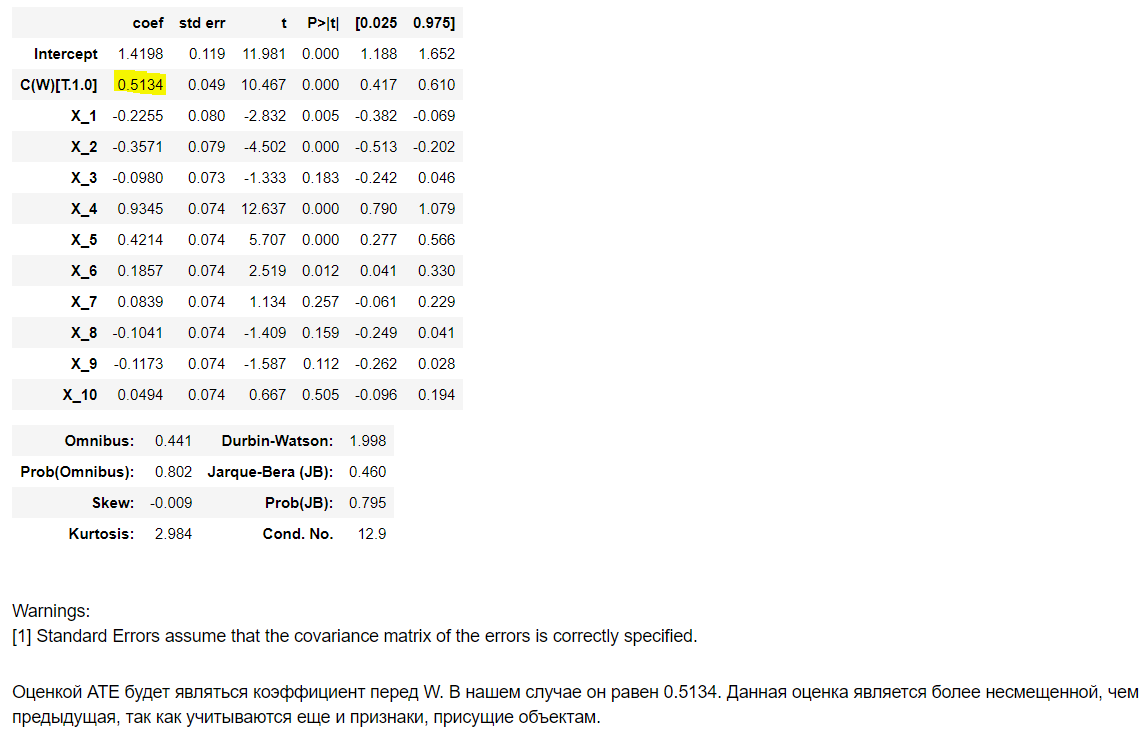 coef std err t P>|t| [0.025 0.975]
Intercept 1.4198 0.119 11.981 0.000 1.188 1.652
C(W)[T.1.0] 0.5134 0.049 10.467 0.000 0.417 0.610
X_1 -0.2255 0.080 -2.832 0.005 -0.382 -0.069
X_2 -0.3571 0.079 -4.502 0.000 -0.513 -0.202
X_3 -0.0980 0.073 -1.333 0.183 -0.242 0.046
X_4 0.9345 0.074 12.637 0.000 0.790 1.079
X_5 0.4214 0.074 5.707 0.000 0.277 0.566
X_6 0.1857 0.074 2.519 0.012 0.041 0.330
X_7 0.0839 0.074 1.134 0.257 -0.061 0.229
X_8 -0.1041 0.074 -1.409 0.159 -0.249 0.041
X_9 -0.1173 0.074 -1.587 0.112 -0.262 0.028
X_10 0.0494 0.074 0.667 0.505 -0.096 0.194
Omnibus: 0.441 Durbin-Watson: 1.998
Prob(Omnibus): 0.802 Jarque-Bera (JB): 0.460
Skew: -0.009 Prob(JB): 0.795
Kurtosis: 2.984 Cond. No. 12.9
Warnings:
[1] Standard Errors assume that the covariance matrix of the errors is correctly specified.
Оценкой ATE будет являться коэффициент перед W. В нашем случае он равен 0.5134. Данная оценка является более несмещенной, чем
предыдущая, так как учитываются еще и признаки, присущие объектам.